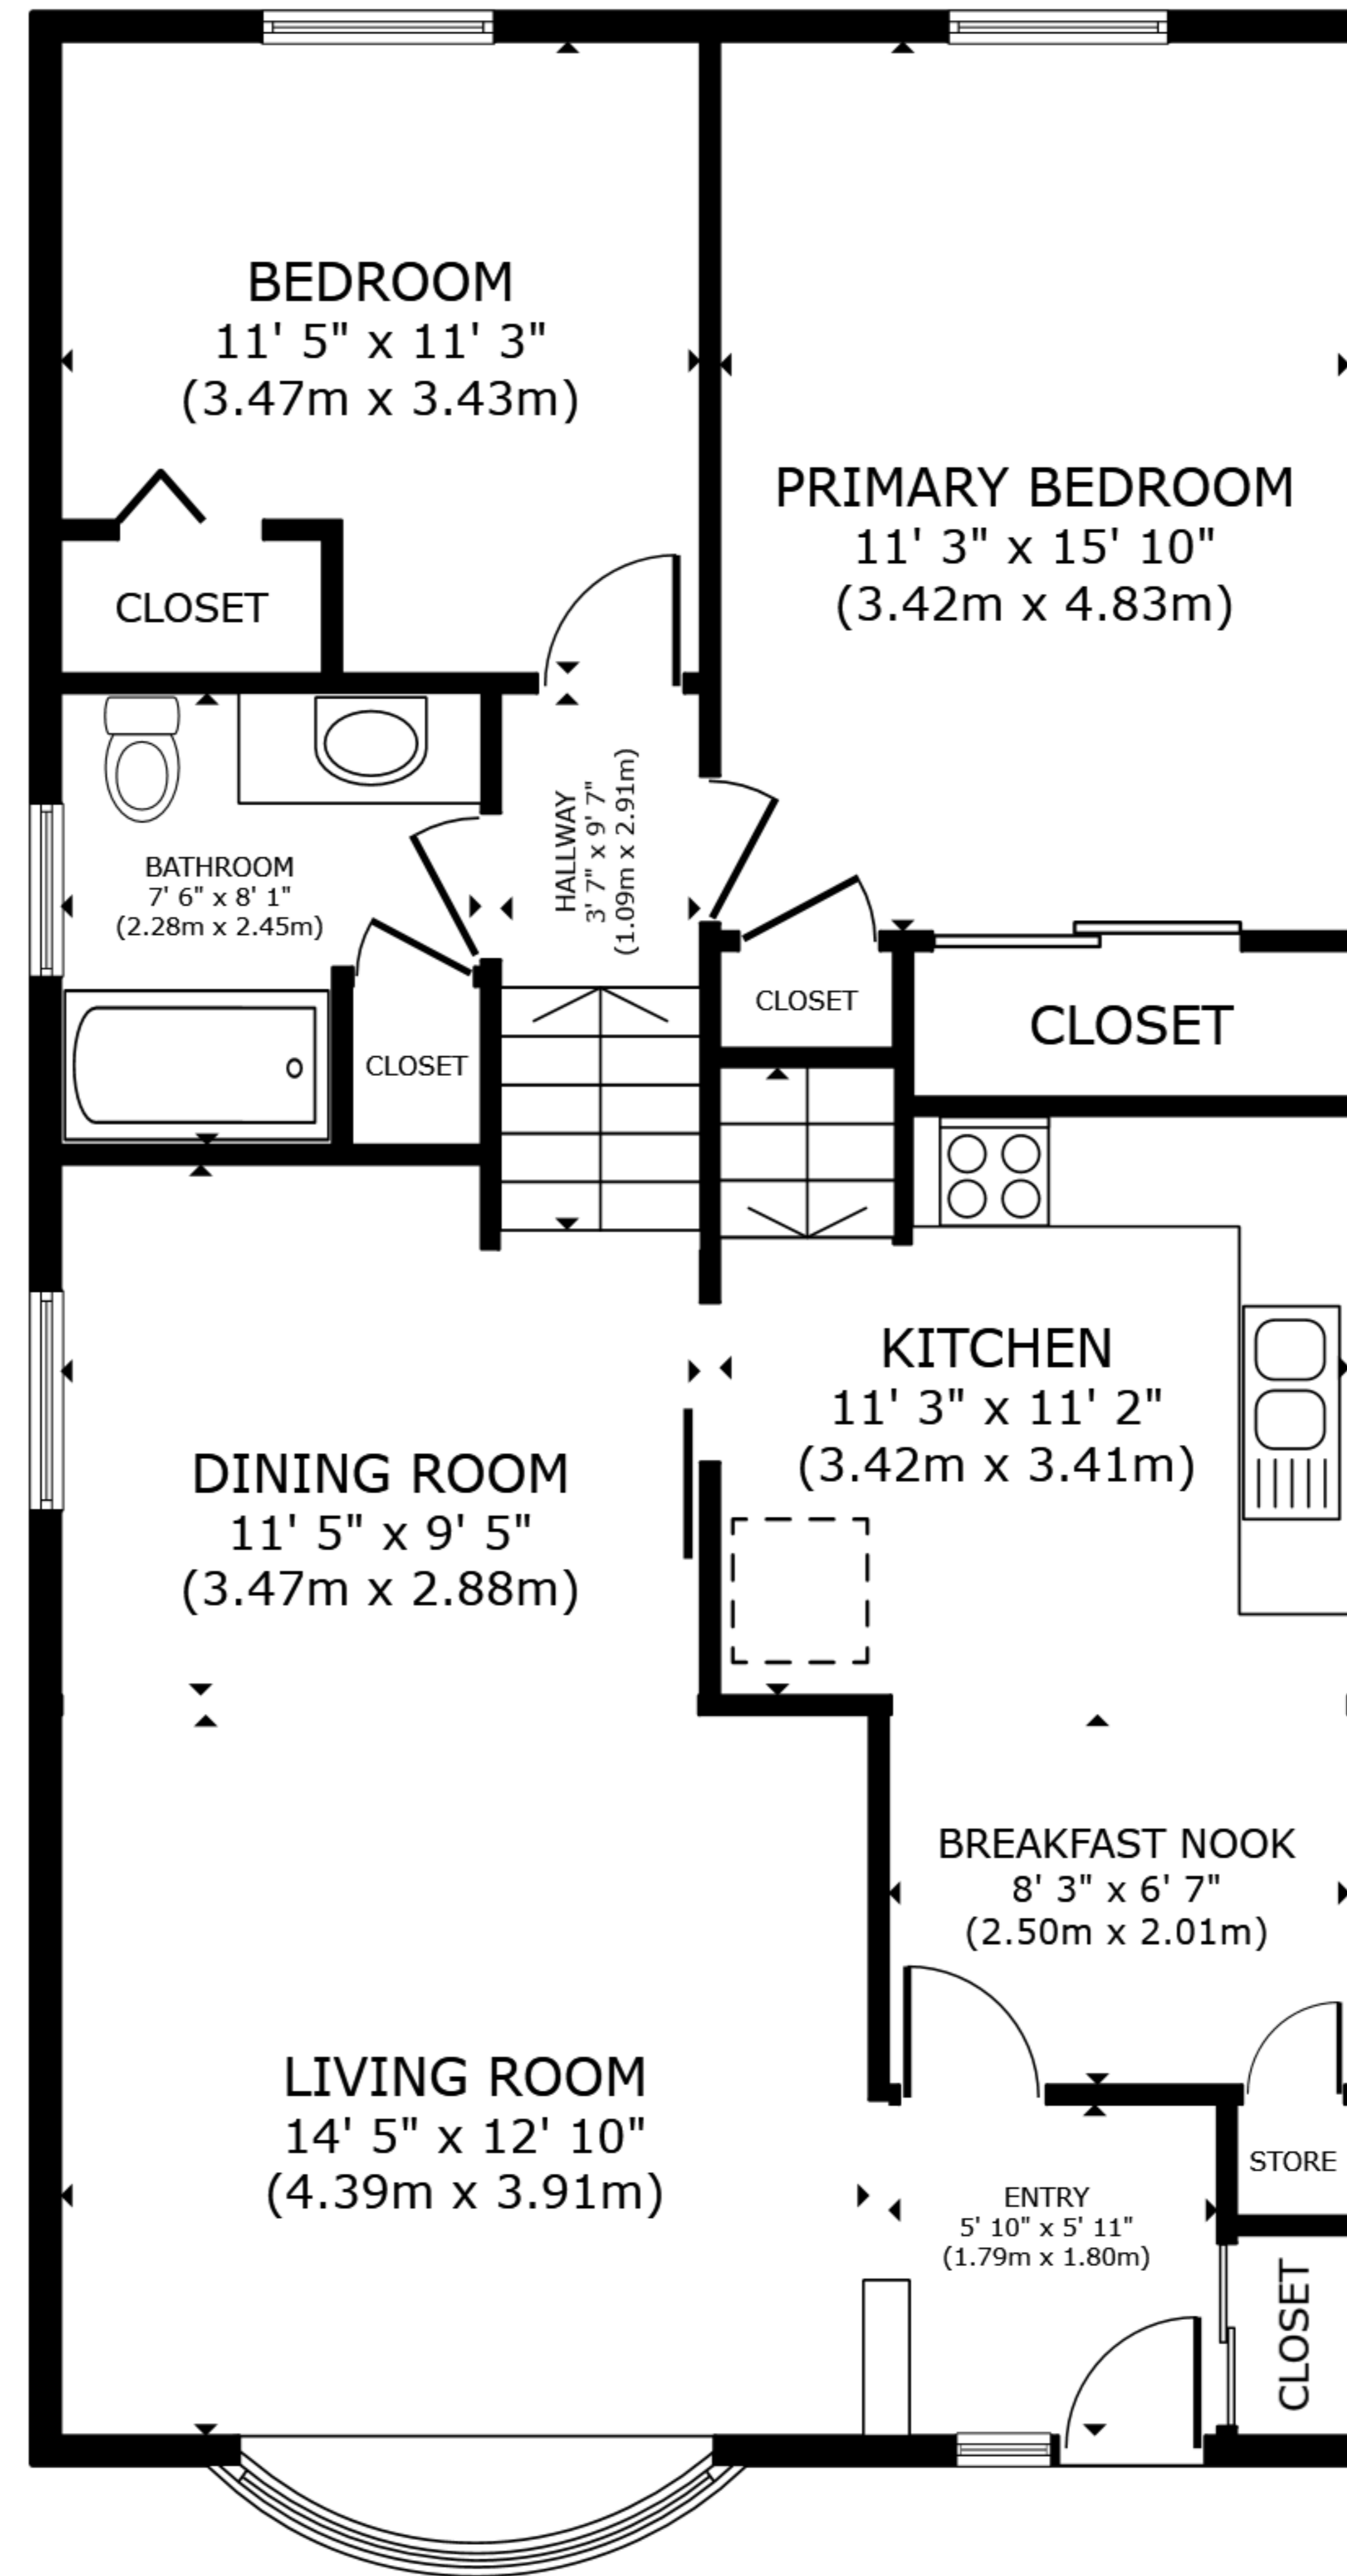 BEDROOM
11' 5" x 11' 3"
(3.47m x 3.43m)
PRIMARY BEDROOM
11' 3" x 15' 10"
(3.42m x 4.83m)
CLOSET
HALLWAY
3' 7" x 9' 7"
(1.09m x 2.91m)
BATHROOM
7' 6" x 8' 1"
(2.28m x 2.45m)
CLOSET
CLOSET
CLOSET
KITCHEN
11' 3" x 11' 2"
(3.42m x 3.41m)
DINING ROOM
11' 5" x 9' 5"
(3.47m x 2.88m)
BREAKFAST NOOK
8' 3" x 6' 7"
(2.50m x 2.01m)
LIVING ROOM
14' 5" x 12' 10"
(4.39m x 3.91m)
STORE
ENTRY
5' 10" x 5' 11"
(1.79m x 1.80m)
CLOSET